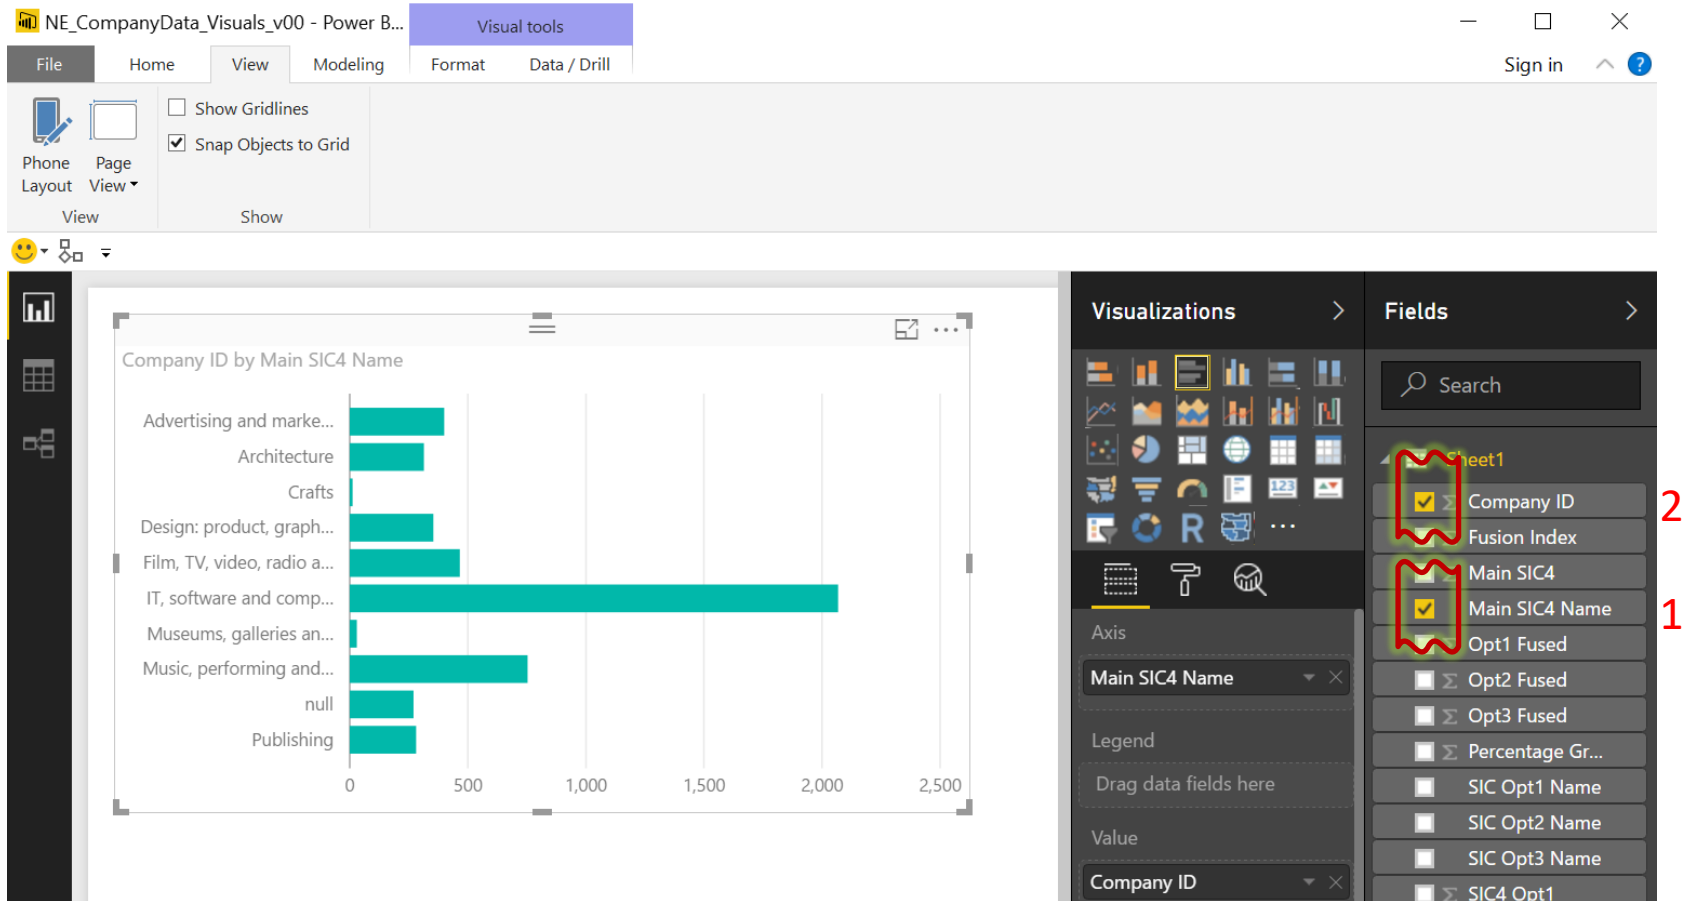 NE_CompanyData_Visuals_v00 - Power B...
Visual tools
File
Home
View
Modeling
Format
Data / Drill
Sign in
?
Show Gridlines
Snap Objects to Grid
Phone Layout
Page View
View
Show
Company ID by Main SIC4 Name
Advertising and marke...
Architecture
Crafts
Design: product, graph...
Film, TV, video, radio a...
IT, software and comp...
Museums, galleries an...
Music, performing and...
null
Publishing
0
500
1,000
1,500
2,000
2,500
Visualizations
123
R
Axis
Main SIC4 Name
Legend
Drag data fields here
Value
Company ID
Fields
Search
Sheet1
Σ Company ID
2
Fusion Index
Main SIC4
Main SIC4 Name
1
Opt1 Fused
Σ Opt2 Fused
Σ Opt3 Fused
Σ Percentage Gr...
SIC Opt1 Name
SIC Opt2 Name
SIC Opt3 Name
Σ SIC4 Opt1